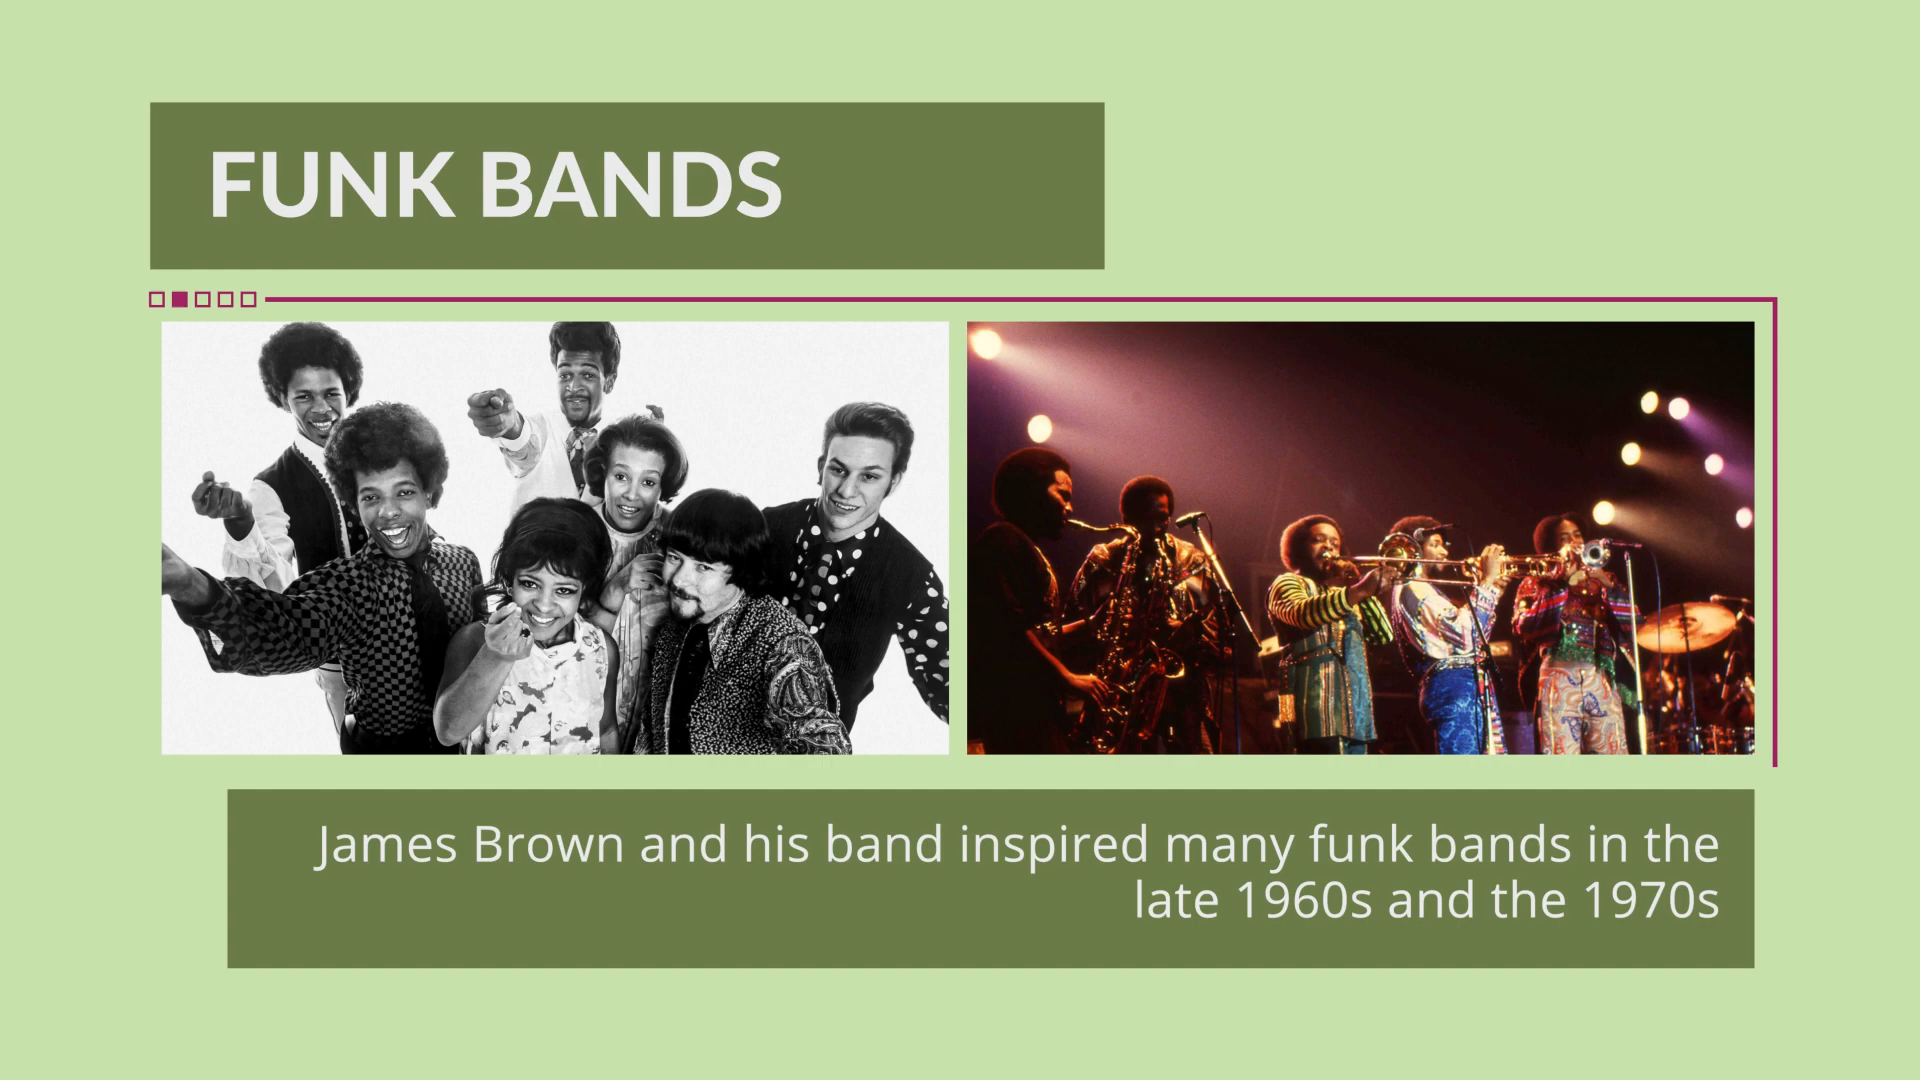 FUNK BANDS
James Brown and his band inspired many funk bands in the
late 1960s and the 1970s